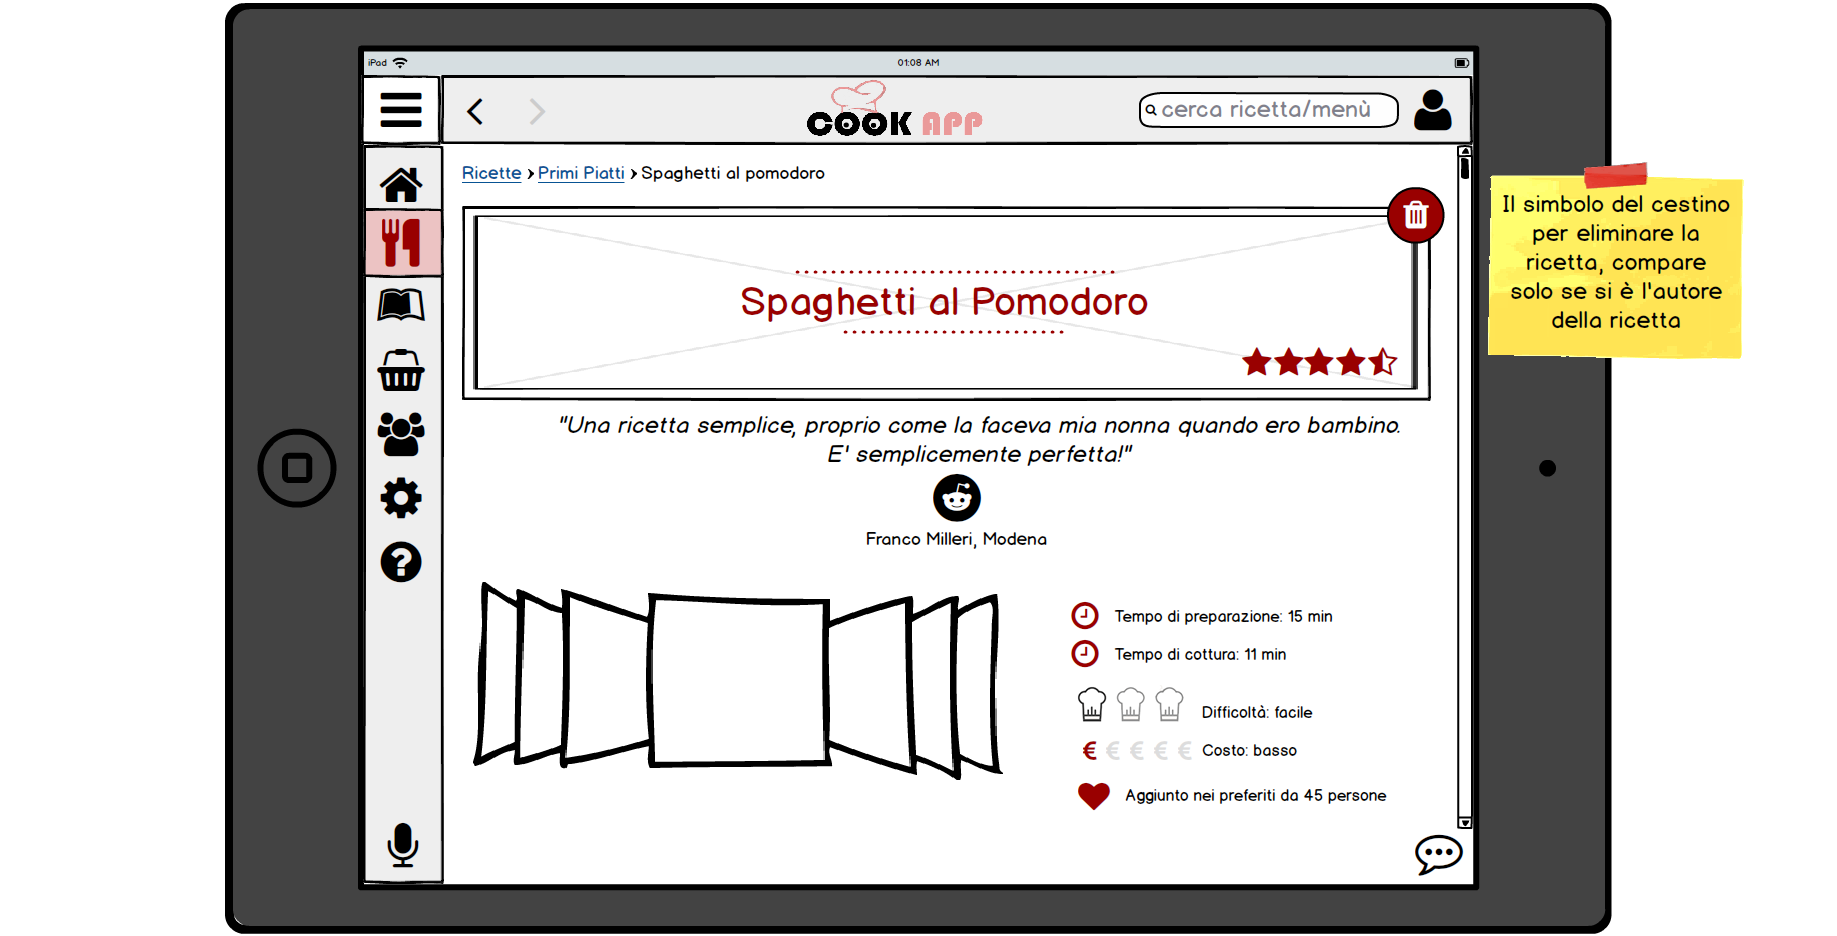 iPad
01:08 AM
COOK APP
cerca ricetta/menù
Ricette › Primi Piatti › Spaghetti al pomodoro
Spaghetti al Pomodoro
"Una ricetta semplice, proprio come la faceva mia nonna quando ero bambino.
E' semplicemente perfetta!"
Franco Milleri, Modena
Tempo di preparazione: 15 min
Tempo di cottura: 11 min
Difficoltà: facile
€ € € € € Costo: basso
Aggiunto nei preferiti da 45 persone
Il simbolo del cestino
per eliminare la
ricetta, compare
solo se si è l'autore
della ricetta